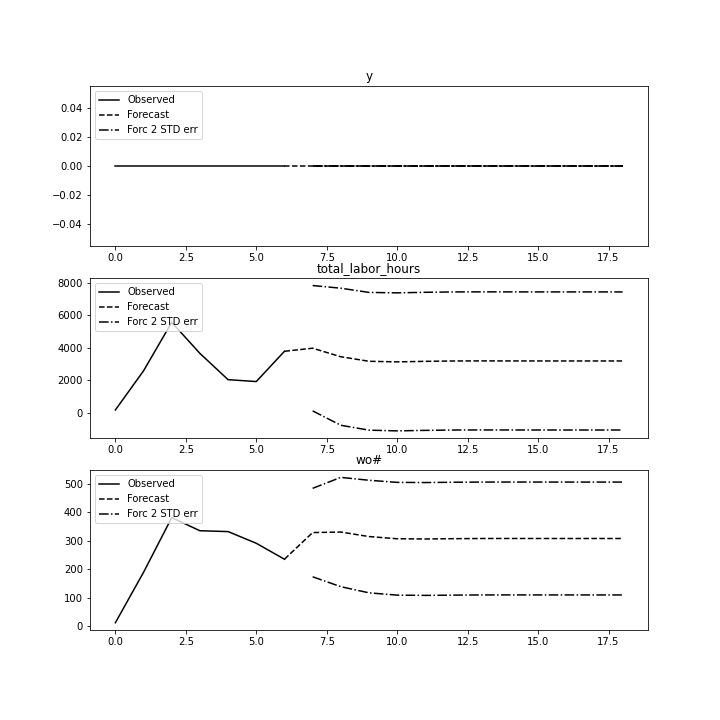 y
Observed
Forecast
Forc 2 STD err
0.04
0.02
0.00
−0.02
−0.04
0.0 2.5 5.0 7.5 10.0 12.5 15.0 17.5
total_labor_hours
Observed
Forecast
Forc 2 STD err
8000
6000
4000
2000
0
0.0 2.5 5.0 7.5 10.0 12.5 15.0 17.5
wo#
Observed
Forecast
Forc 2 STD err
500
400
300
200
100
0
0.0 2.5 5.0 7.5 10.0 12.5 15.0 17.5